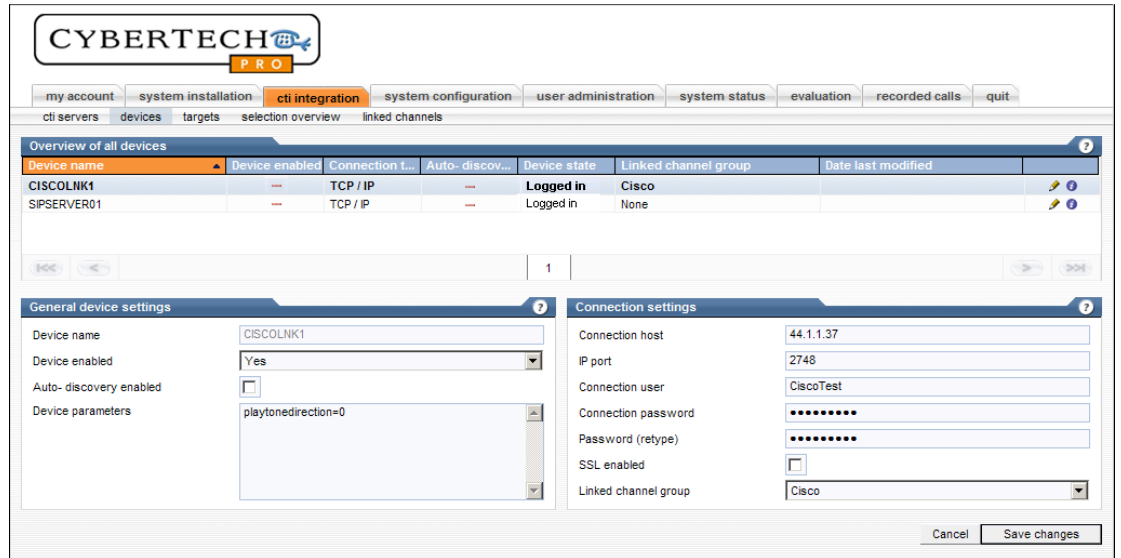 CYBERTECH
PRO
my account system installation cti integration system configuration user administration system status evaluation recorded calls quit
cti servers devices targets selection overview linked channels
Overview of all devices ?
Device name Device enabled Connection t... Auto- discov... Device state Linked channel group Date last modified
CISCOLNK1 --- TCP / IP --- Logged in Cisco i
SIPSERVER01 --- TCP / IP --- Logged in None i
|<< < 1 > >>|
General device settings ? Connection settings ?
Device name CISCOLNK1 Connection host 44.1.1.37
Device enabled Yes IP port 2748
Auto- discovery enabled Connection user CiscoTest
Device parameters playtonedirection=0 Connection password •••••••••
Password (retype) •••••••••
SSL enabled
Linked channel group Cisco
Cancel Save changes